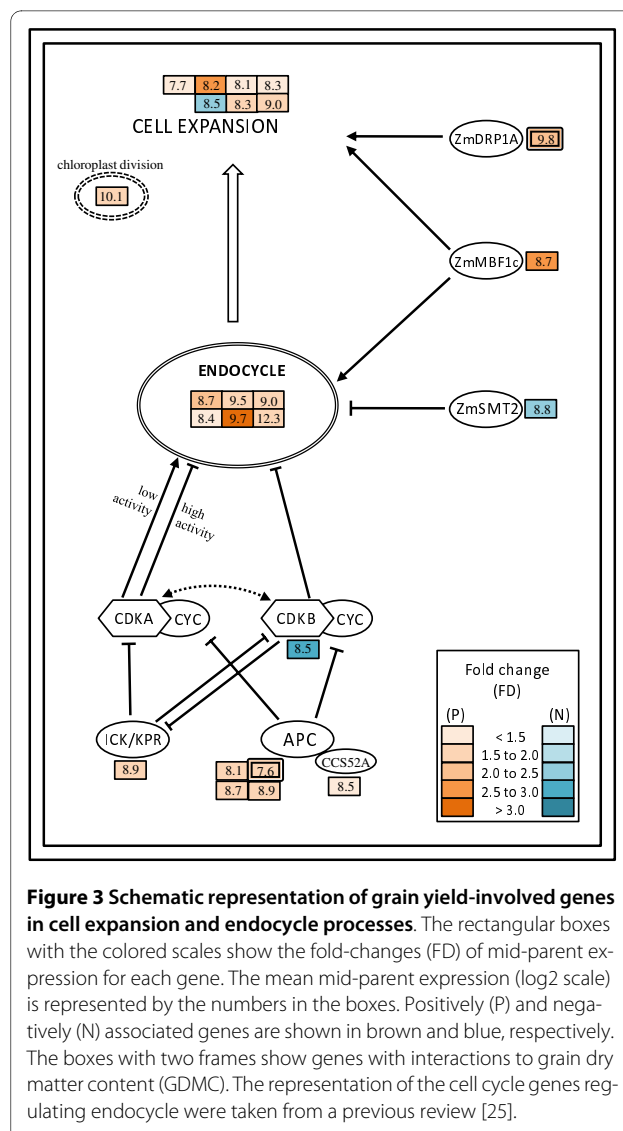 7.7 8.2 8.1 8.3
8.5 8.3 9.0
CELL EXPANSION
chloroplast division
10.1
ZmDRP1A 9.8
ZmMBF1c 8.7
ENDOCYCLE
8.7 9.5 9.0
8.4 9.7 12.3
ZmSMT2 8.8
low
activity
high
activity
CDKA CYC
CDKB CYC
8.5
ICK/KPR
8.9
APC
CCS52A
8.1 7.6
8.7 8.9
8.5
Fold change
(FD)
(P) (N)
< 1.5
1.5 to 2.0
2.0 to 2.5
2.5 to 3.0
> 3.0
Figure 3 Schematic representation of grain yield-involved genes
in cell expansion and endocycle processes. The rectangular boxes
with the colored scales show the fold-changes (FD) of mid-parent ex-
pression for each gene. The mean mid-parent expression (log2 scale)
is represented by the numbers in the boxes. Positively (P) and nega-
tively (N) associated genes are shown in brown and blue, respectively.
The boxes with two frames show genes with interactions to grain dry
matter content (GDMC). The representation of the cell cycle genes reg-
ulating endocycle were taken from a previous review [25].